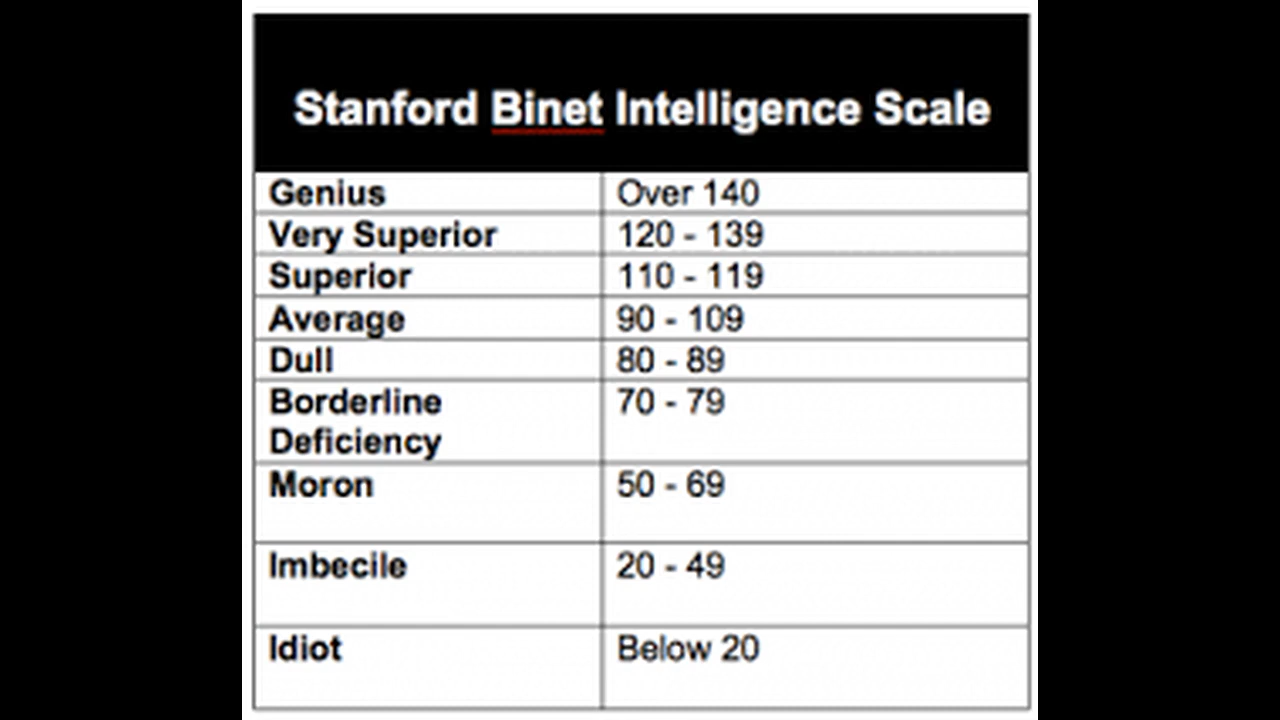 Stanford Binet Intelligence Scale
Genius Over 140
Very Superior 120 - 139
Superior 110 - 119
Average 90 - 109
Dull 80 - 89
Borderline 70 - 79
Deficiency
Moron 50 - 69
Imbecile 20 - 49
Idiot Below 20